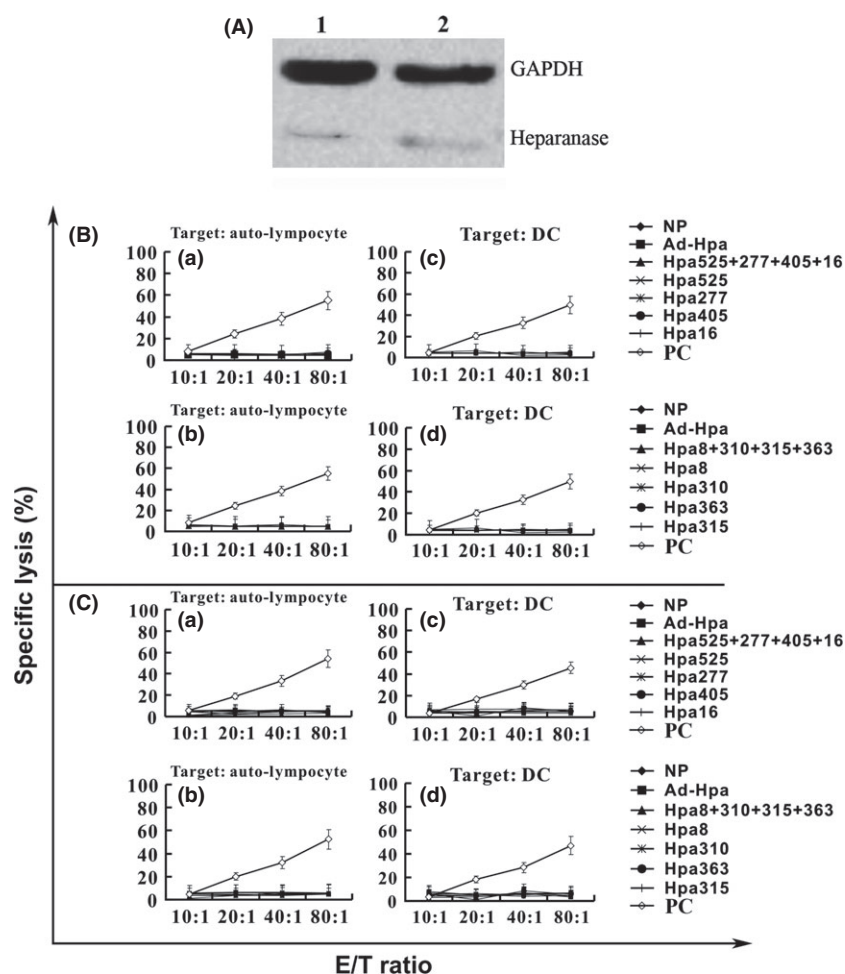 (A)
1 2
GAPDH
Heparanase
Specific lysis (%)
(B)
Target: auto-lympocyte
(a)
100
80
60
40
20
0
10:1 20:1 40:1 80:1
Target: DC
(c)
100
80
60
40
20
0
10:1 20:1 40:1 80:1
NP
Ad-Hpa
Hpa525+277+405+16
Hpa525
Hpa277
Hpa405
Hpa16
PC
Target: auto-lympocyte
(b)
100
80
60
40
20
0
10:1 20:1 40:1 80:1
Target: DC
(d)
100
80
60
40
20
0
10:1 20:1 40:1 80:1
NP
Ad-Hpa
Hpa8+310+315+363
Hpa8
Hpa310
Hpa363
Hpa315
PC
(C)
Target: auto-lympocyte
(a)
100
80
60
40
20
0
10:1 20:1 40:1 80:1
Target: DC
(c)
100
80
60
40
20
0
10:1 20:1 40:1 80:1
NP
Ad-Hpa
Hpa525+277+405+16
Hpa525
Hpa277
Hpa405
Hpa16
PC
Target: auto-lympocyte
(b)
100
80
60
40
20
0
10:1 20:1 40:1 80:1
Target: DC
(d)
100
80
60
40
20
0
10:1 20:1 40:1 80:1
NP
Ad-Hpa
Hpa8+310+315+363
Hpa8
Hpa310
Hpa363
Hpa315
PC
E/T ratio